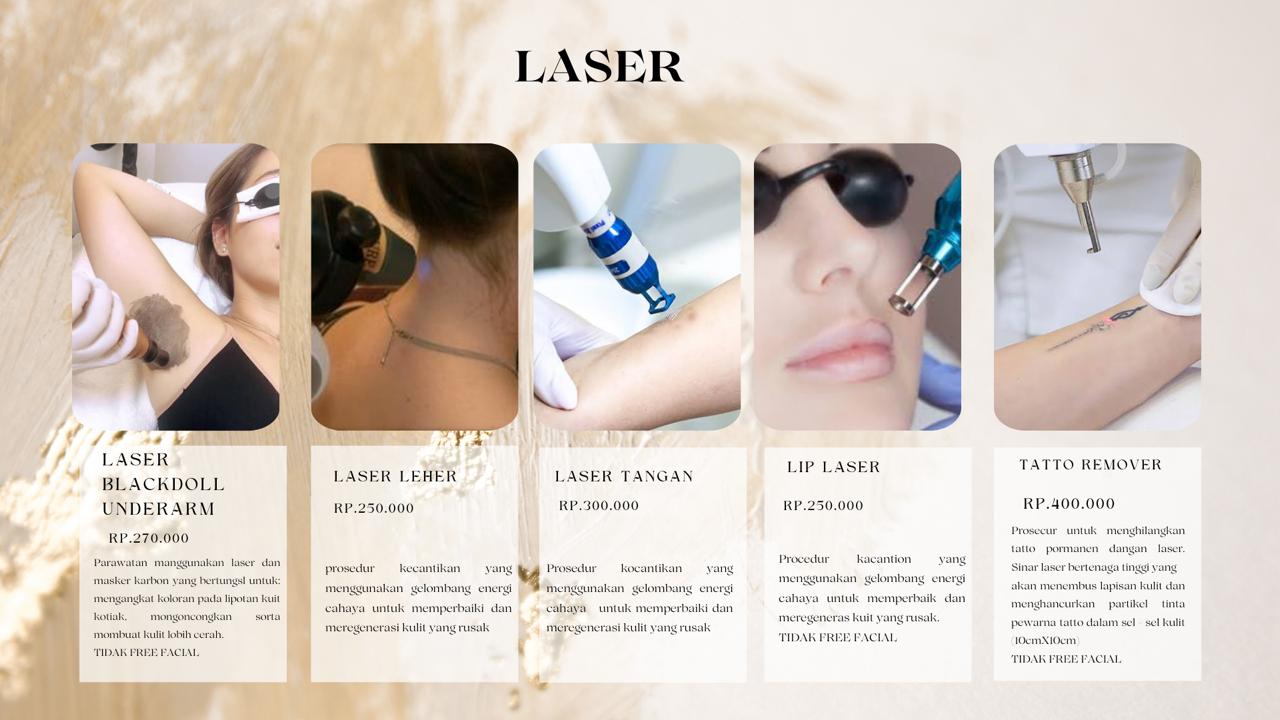 LASER
LASER
BLACKDOLL
UNDERARM
RP.270.000
Parawatan manggunakan laser dan
masker karbon yang bertungsl untuk:
mengangkat koloran pada lipotan kuit
kotiak, mongoncongkan sorta
mombuat kulit lobih cerah.
TIDAK FREE FACIAL
LASER LEHER
RP.250.000
prosedur kecantikan yang
menggunakan gelombang energi
cahaya untuk memperbaiki dan
meregenerasi kulit yang rusak
LASER TANGAN
RP.300.000
Prosedur kocantikan yang
menggunakan gelombang energi
cahaya untuk memperbaiki dan
meregenerasi kulit yang rusak
LIP LASER
RP.250.000
Procedur kacantion yang
menggunakan gelombang energi
cahaya untuk memperbaik dan
meregeneras kuit yang rusak.
TIDAK FREE FACIAL
TATTO REMOVER
RP.400.000
Prosecur untuk menghilangkan
tatto pormanen dangan laser.
Sinar laser bertenaga tinggi yang
akan menembus lapisan kulit dan
menghancurkan partikel tinta
pewarna tatto dalam sel - sel kulit
(10cmX10cm)
TIDAK FREE FACIAL